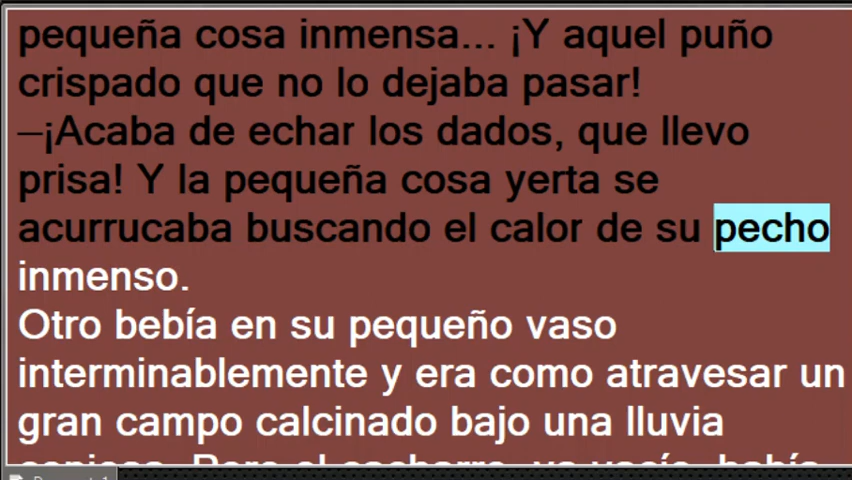 pequeña cosa inmensa... ¡Y aquel puño
crispado que no lo dejaba pasar!
–¡Acaba de echar los dados, que llevo
prisa! Y la pequeña cosa yerta se
acurrucaba buscando el calor de su pecho
inmenso.
Otro bebía en su pequeño vaso
interminablemente y era como atravesar un
gran campo calcinado bajo una lluvia